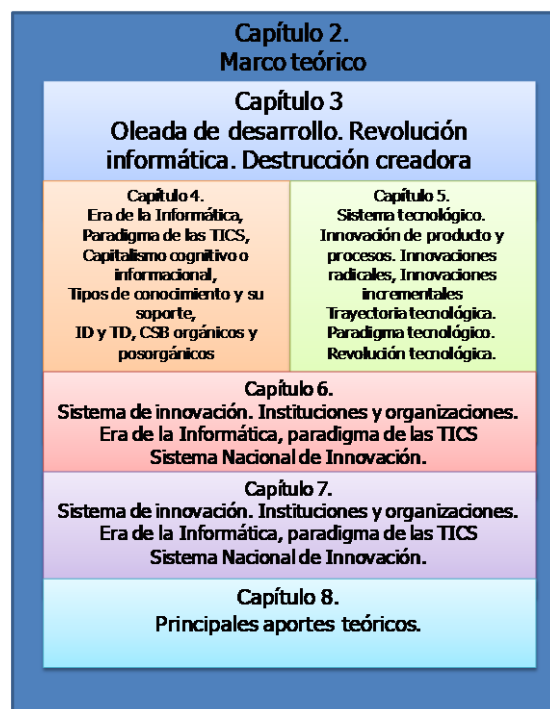 Capítulo 2.
Marco teórico
Capítulo 3
Oleada de desarrollo. Revolución
informática. Destrucción creadora
Capítulo 4.
Era de la Informática,
Paradigma de las TICS,
Capitalismo cognitivo o
informacional,
Tipos de conocimiento y su
soporte,
ID y TD, CSB orgánicos y
posorgánicos
Capítulo 5.
Sistema tecnológico.
Innovación de producto y
procesos. Innovaciones
radicales, Innovaciones
incrementales
Trayectoria tecnológica.
Paradigma tecnológico.
Revolución tecnológica.
Capítulo 6.
Sistema de innovación. Instituciones y organizaciones.
Era de la Informática, paradigma de las TICS
Sistema Nacional de Innovación.
Capítulo 7.
Sistema de innovación. Instituciones y organizaciones.
Era de la Informática, paradigma de las TICS
Sistema Nacional de Innovación.
Capítulo 8.
Principales aportes teóricos.